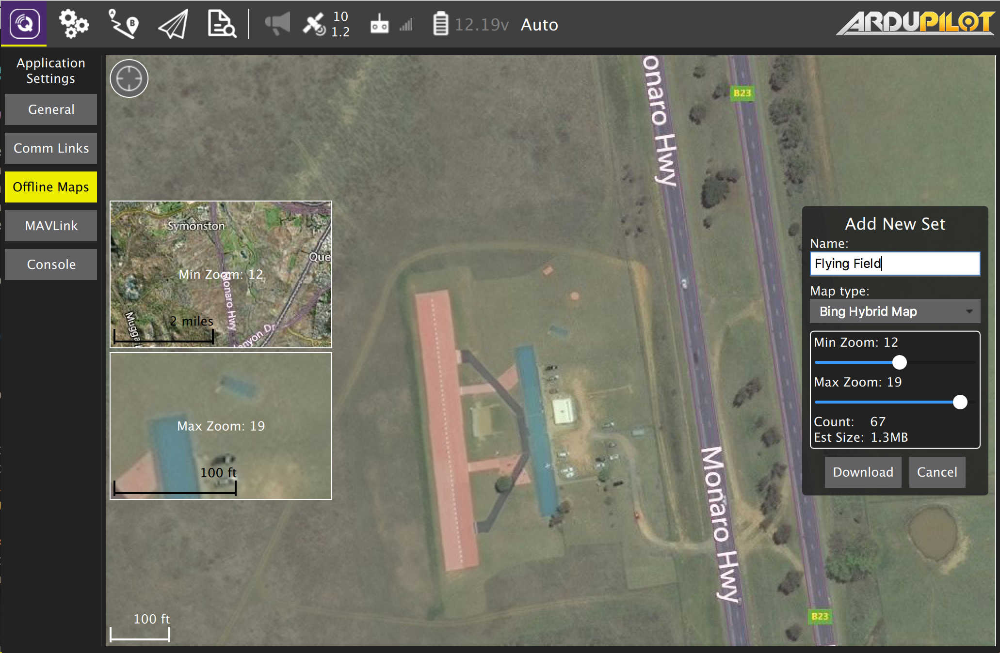 10
1.2
12.19v
Auto
ARDUPILOT
Application
Settings
General
Comm Links
Offline Maps
MAVLink
Console
onaro Hwy
B23
Symonston
Que
Min Zoom: 12
Monaro Hwy
2 miles
anyon Dr
Max Zoom: 19
100 ft
Monaro Hwy
B23
100 ft
Add New Set
Name:
Flying Field
Map type:
Bing Hybrid Map
Min Zoom: 12
Max Zoom: 19
Count: 67
Est Size: 1.3MB
Download
Cancel